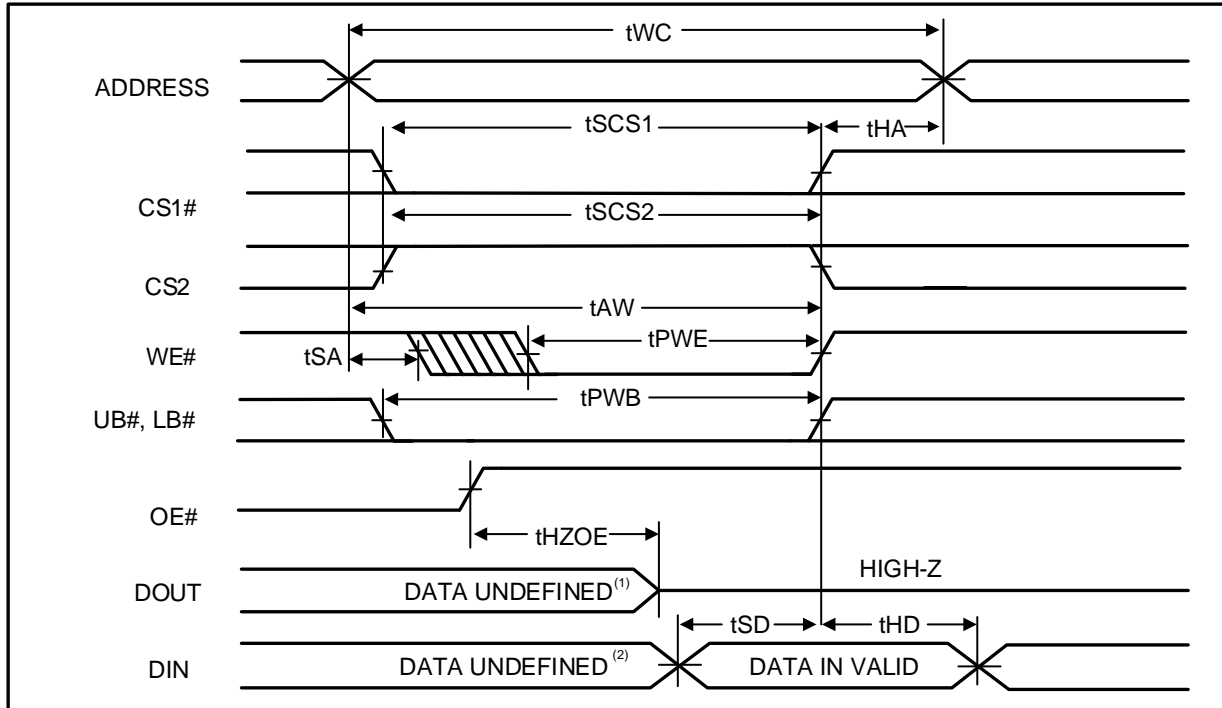 tWC
ADDRESS
tSCS1
tHA
CS1#
tSCS2
CS2
tAW
WE#
tSA
tPWE
UB#, LB#
tPWB
OE#
tHZOE
HIGH-Z
DOUT
DATA UNDEFINED(1)
tSD
tHD
DIN
DATA UNDEFINED (2)
DATA IN VALID